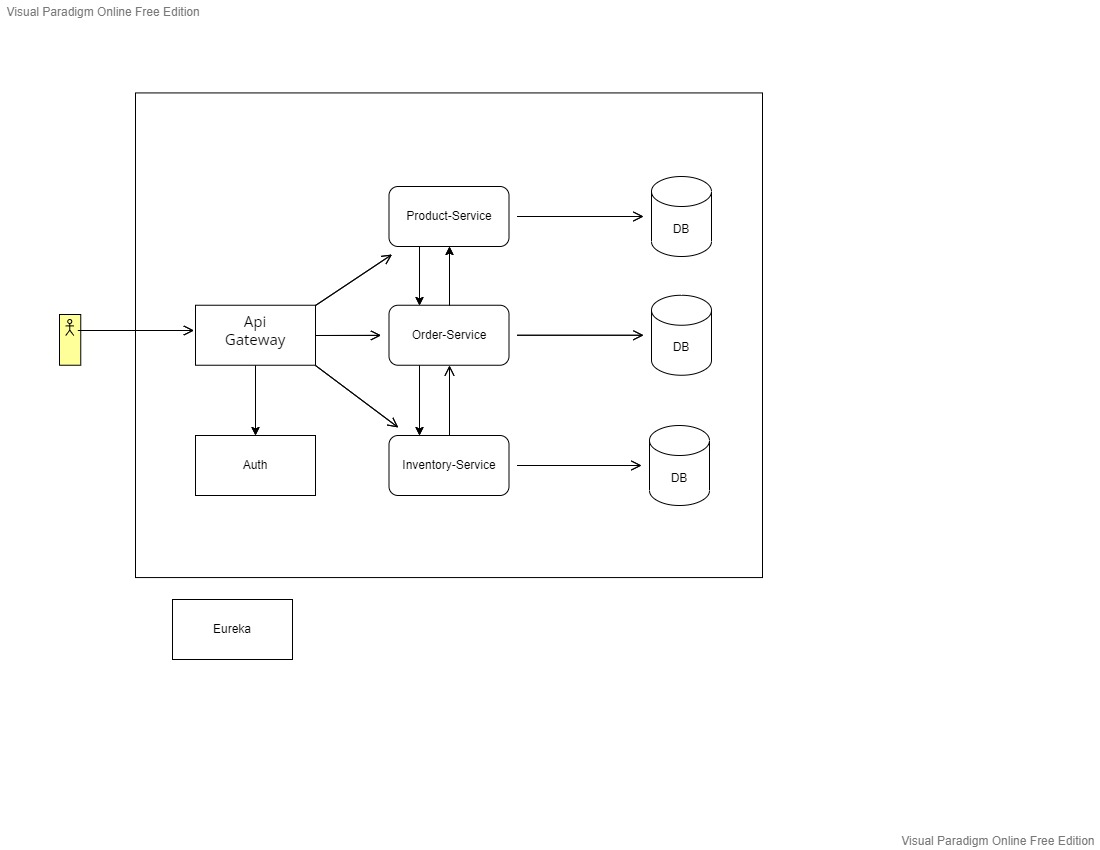 Visual Paradigm Online Free Edition
Product-Service
DB
Api
Gateway
Order-Service
DB
Auth
Inventory-Service
DB
Eureka
Visual Paradigm Online Free Edition